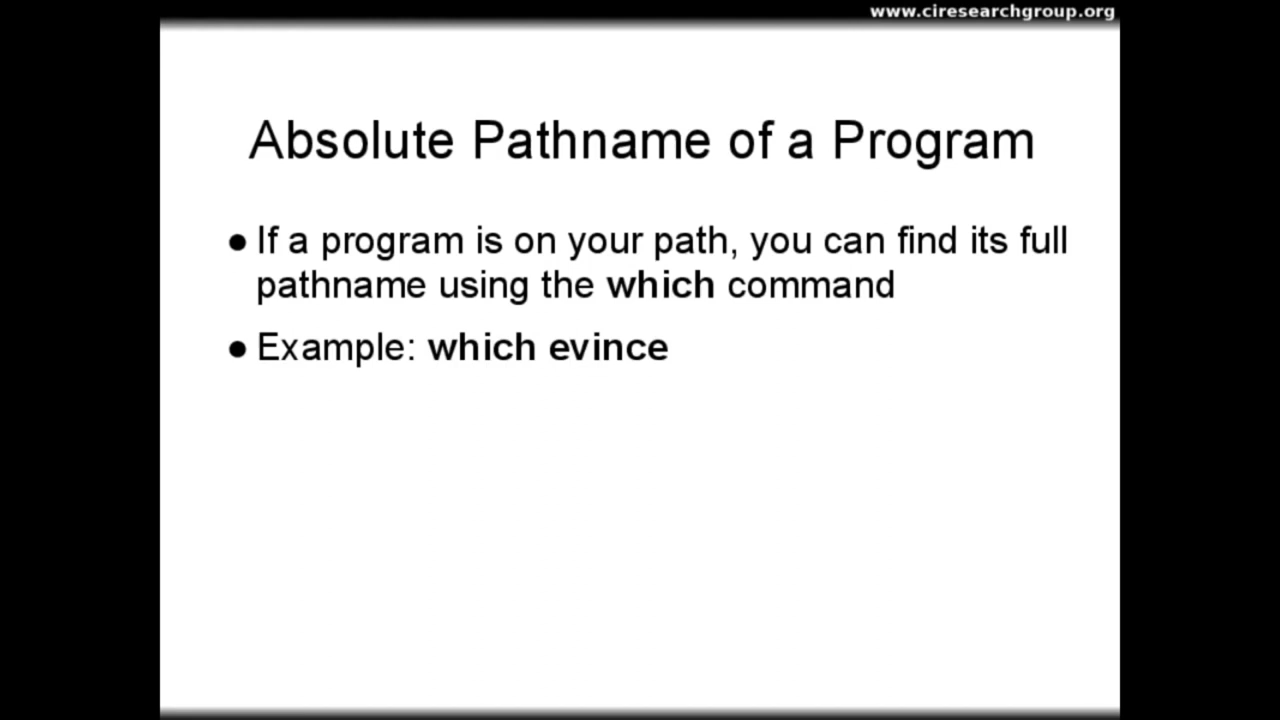 www.ciresearchgroup.org
Absolute Pathname of a Program
● If a program is on your path, you can find its full
pathname using the which command
● Example: which evince